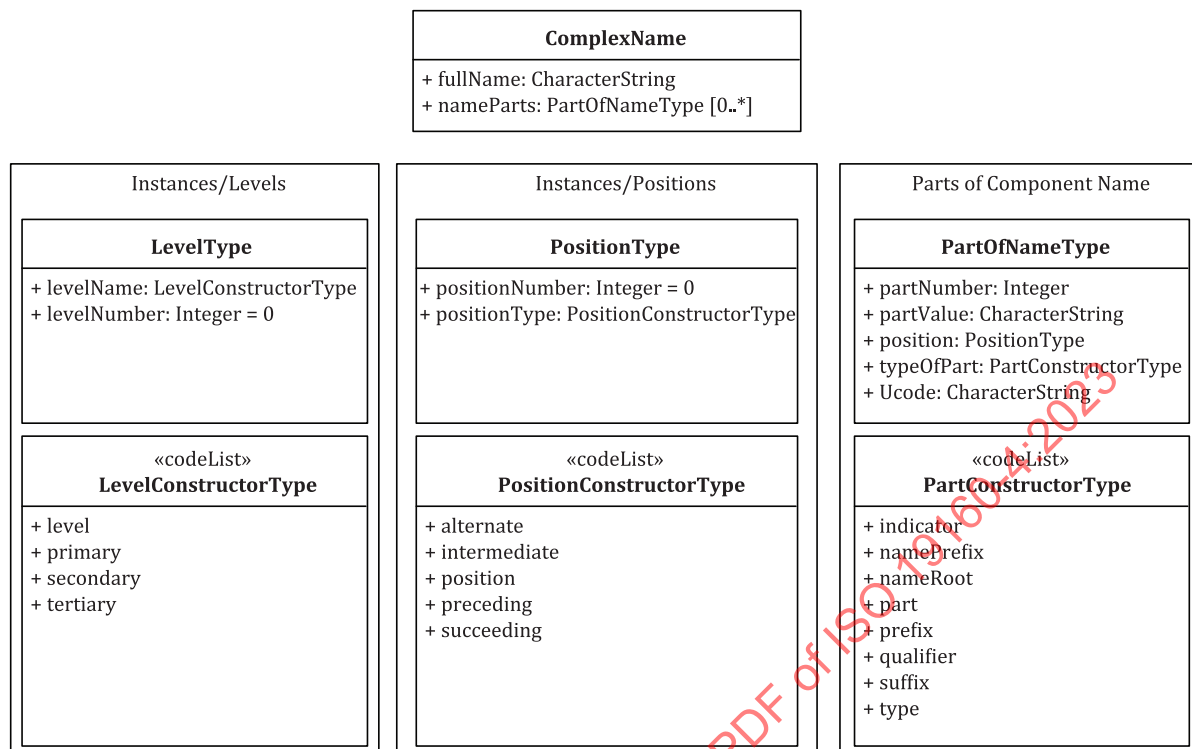 ComplexName
+ fullName: CharacterString
+ nameParts: PartOfNameType [0..*]
Instances/Levels
LevelType
+ levelName: LevelConstructorType
+ levelNumber: Integer = 0
«codeList»
LevelConstructorType
+ level
+ primary
+ secondary
+ tertiary
Instances/Positions
PositionType
+ positionNumber: Integer = 0
+ positionType: PositionConstructorType
«codeList»
PositionConstructorType
+ alternate
+ intermediate
+ position
+ preceding
+ succeeding
Parts of Component Name
PartOfNameType
+ partNumber: Integer
+ partValue: CharacterString
+ position: PositionType
+ typeOfPart: PartConstructorType
+ Ucode: CharacterString
«codeList»
PartConstructorType
+ indicator
+ namePrefix
+ nameRoot
+ part
+ prefix
+ qualifier
+ suffix
+ type
PDF of ISO 19160-4:2023